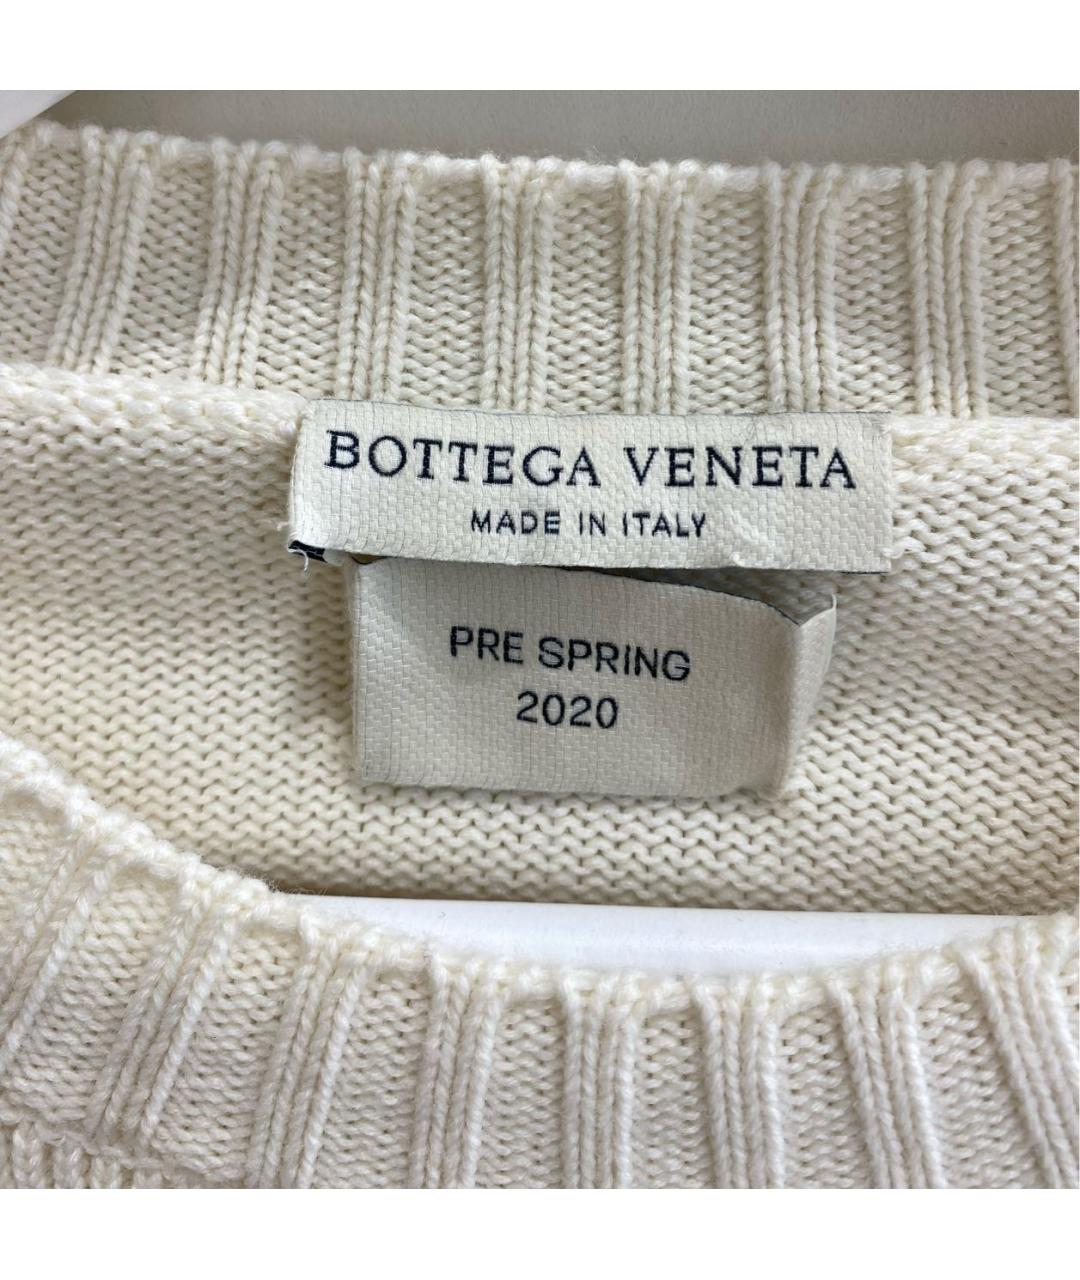 BOTTEGA VENETA
MADE IN ITALY
PRE SPRING
2020